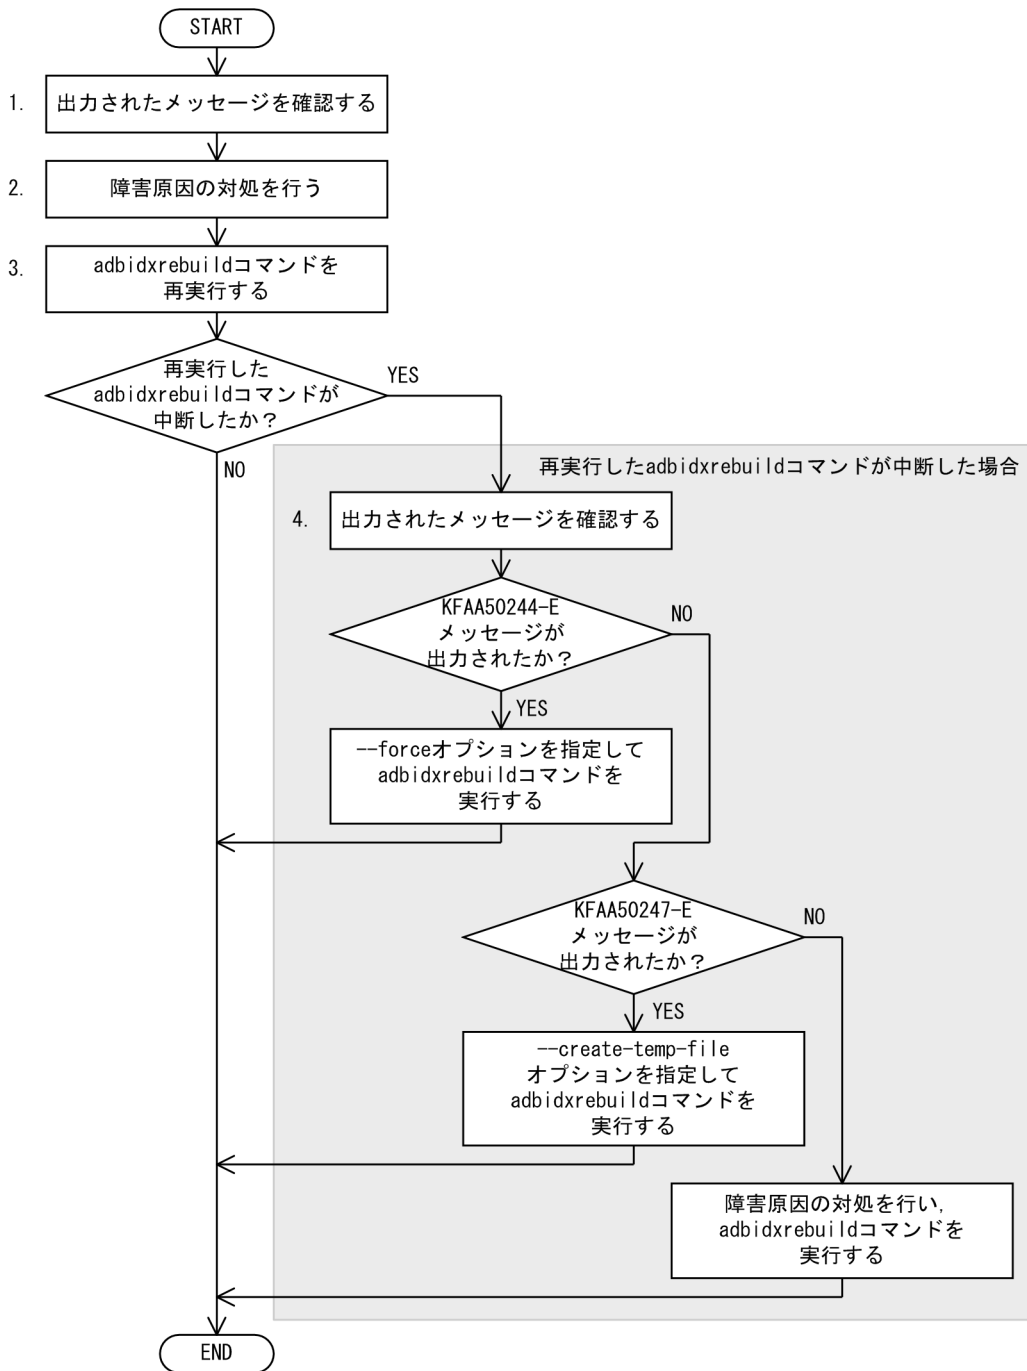 START
1.
出力されたメッセージを確認する
2.
障害原因の対処を行う
3.
adbidxrebuildコマンドを
再実行する
再実行した
adbidxrebuildコマンドが
中断したか？
YES
NO
再実行したadbidxrebuildコマンドが中断した場合
4.
出力されたメッセージを確認する
KFAA50244-E
メッセージが
出力されたか？
NO
YES
--forceオプションを指定して
adbidxrebuildコマンドを
実行する
KFAA50247-E
メッセージが
出力されたか？
NO
YES
--create-temp-file
オプションを指定して
adbidxrebuildコマンドを
実行する
障害原因の対処を行い，
adbidxrebuildコマンドを
実行する
END